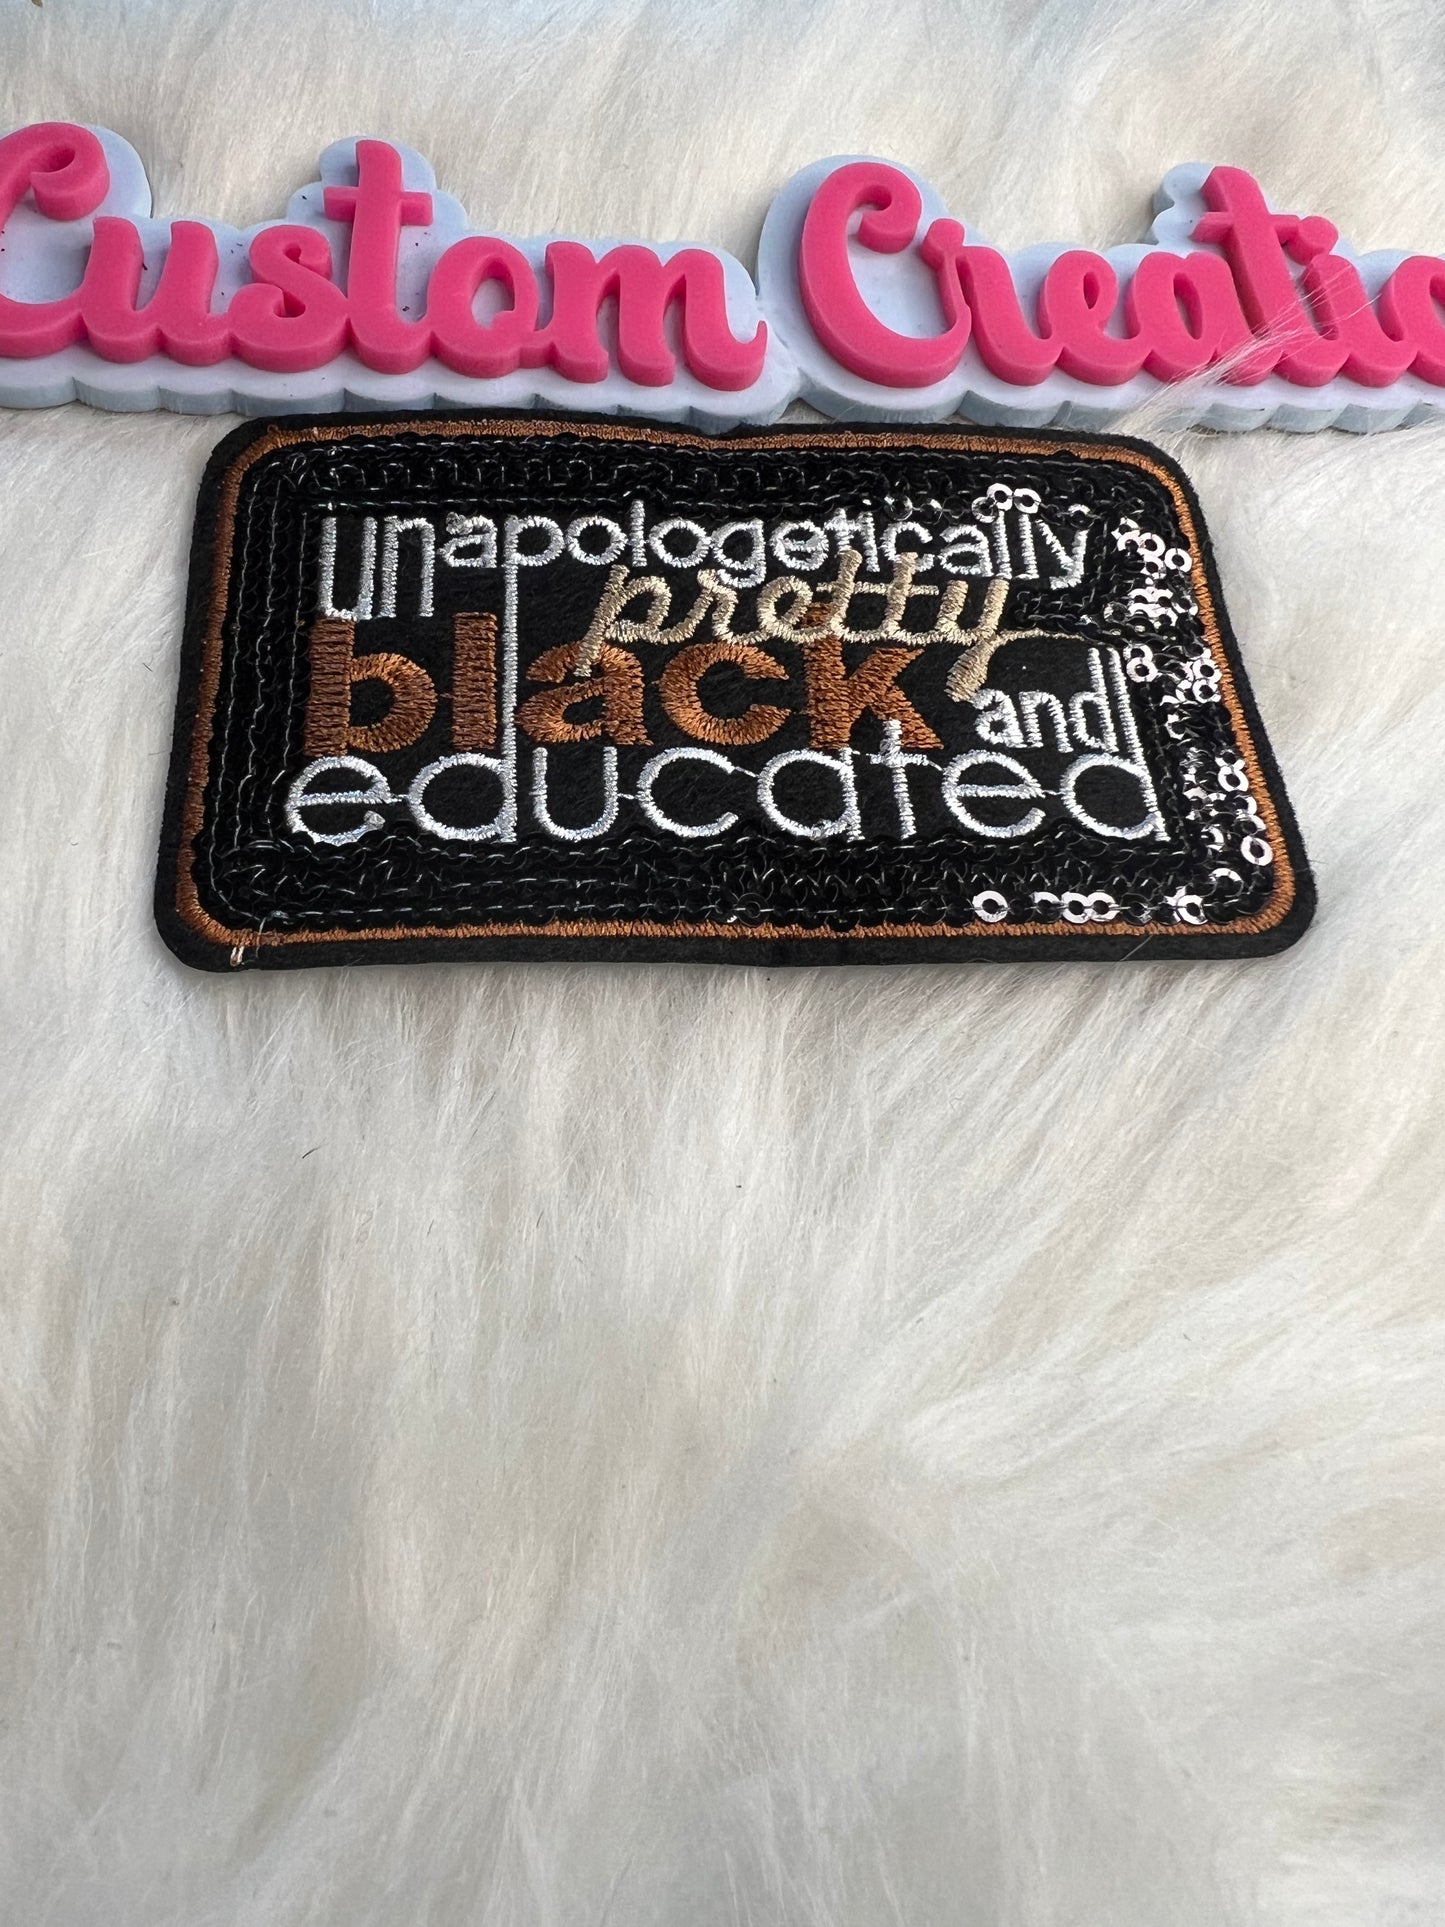 Custom Creatio
unapologetically
pretty
black
and
educated